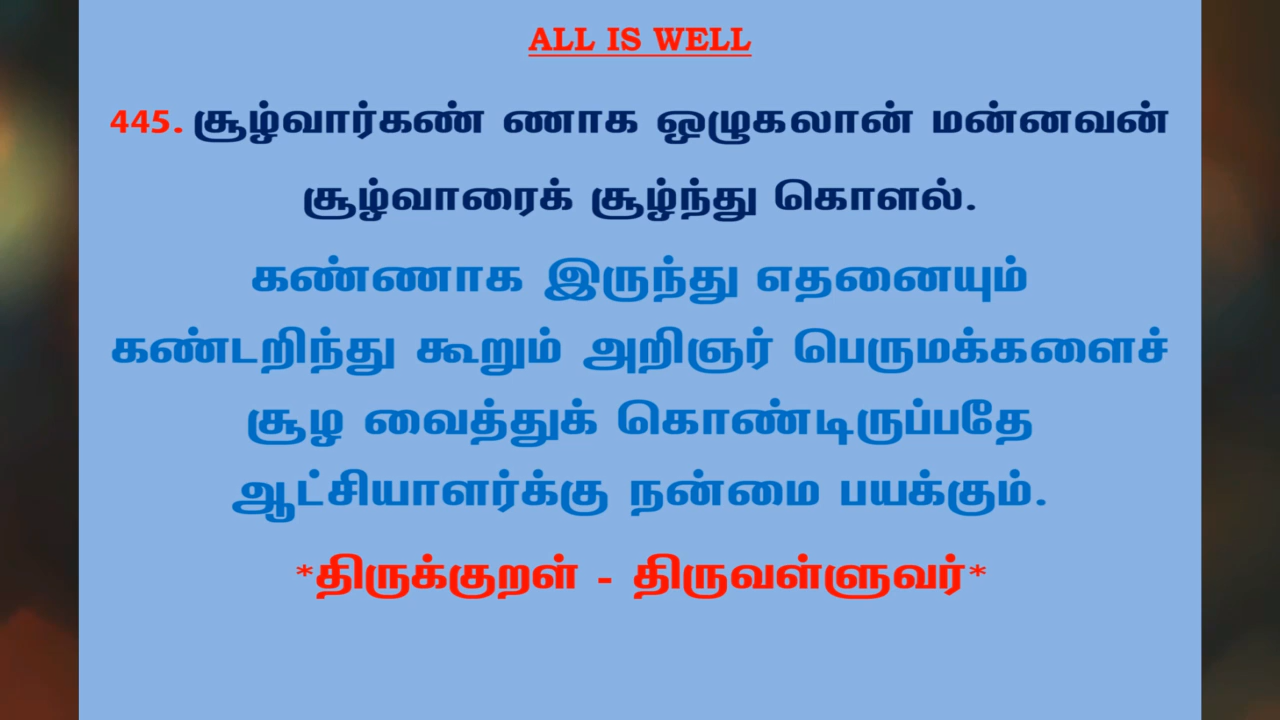 ALL IS WELL
445. சூழ்வார்கண் ணாக ஒழுகலான் மன்னவன்
சூழ்வாரைக் சூழ்ந்து கொளல்.
கண்ணாக இருந்து எதனையும்
கண்டறிந்து கூறும் அறிஞர் பெருமக்களைச்
சூழ வைத்துக் கொண்டிருப்பதே
ஆட்சியாளர்க்கு நன்மை பயக்கும்.
*திருக்குறள் - திருவள்ளுவர்*